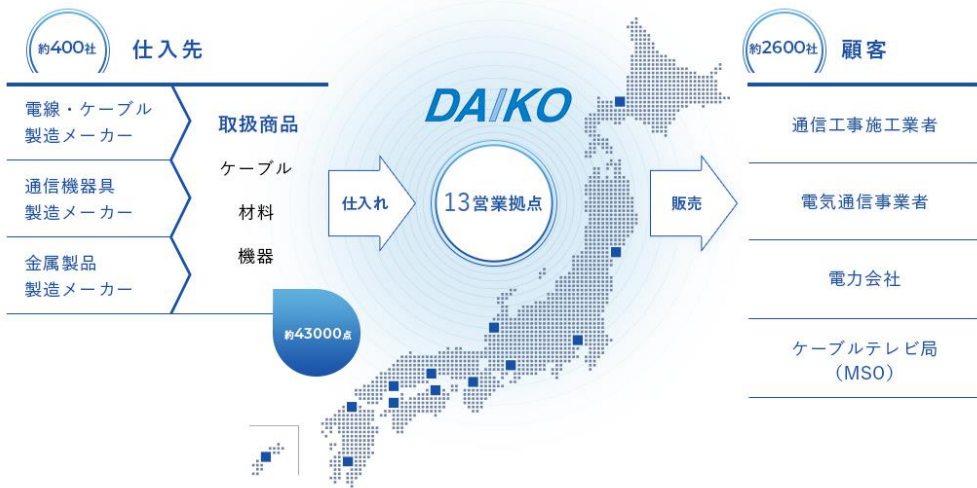 約400社
仕入先
電線・ケーブル
製造メーカー
通信機器具
製造メーカー
金属製品
製造メーカー
取扱商品
ケーブル
材料
機器
約43000点
仕入れ
DAIKO
13営業拠点
販売
約2600社
顧客
通信工事施工業者
電気通信事業者
電力会社
ケーブルテレビ局
（MSO）